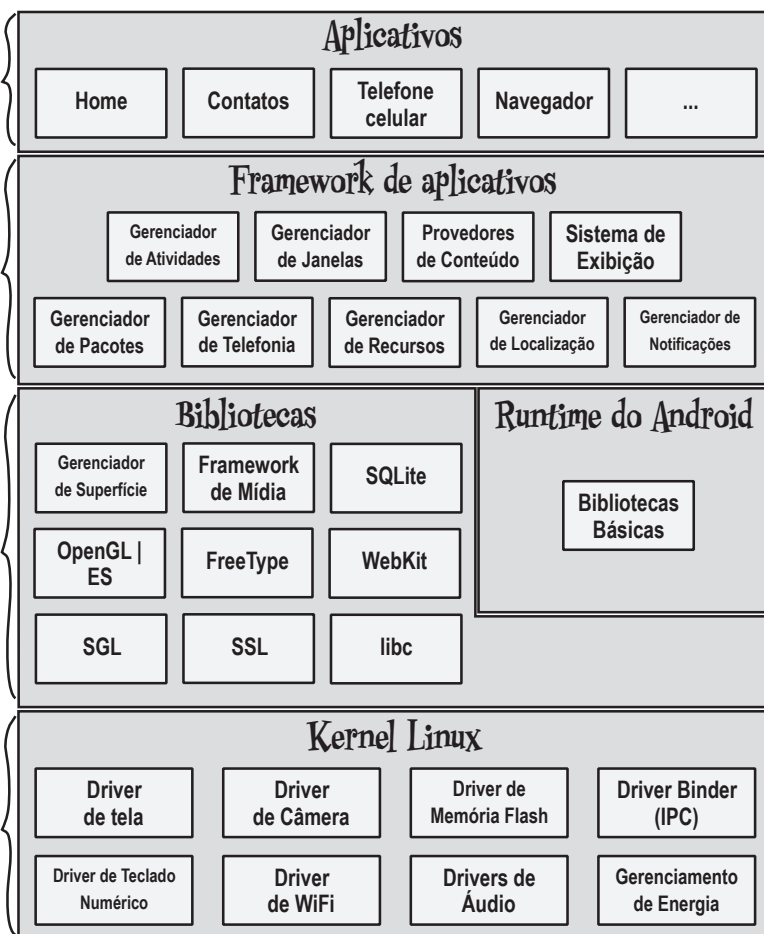 Aplicativos
Home
Contatos
Telefone
celular
Navegador
...
Framework de aplicativos
Gerenciador
de Atividades
Gerenciador
de Janelas
Provedores
de Conteúdo
Sistema de
Exibição
Gerenciador
de Pacotes
Gerenciador
de Telefonia
Gerenciador
de Recursos
Gerenciador
de Localização
Gerenciador de
Notificações
Bibliotecas
Gerenciador
de Superfície
Framework
de Mídia
SQLite
OpenGL |
ES
FreeType
WebKit
SGL
SSL
libc
Runtime do Android
Bibliotecas
Básicas
Kernel Linux
Driver
de tela
Driver
de Câmera
Driver de
Memória Flash
Driver Binder
(IPC)
Driver de Teclado
Numérico
Driver
de WiFi
Drivers de
Áudio
Gerenciamento
de Energia